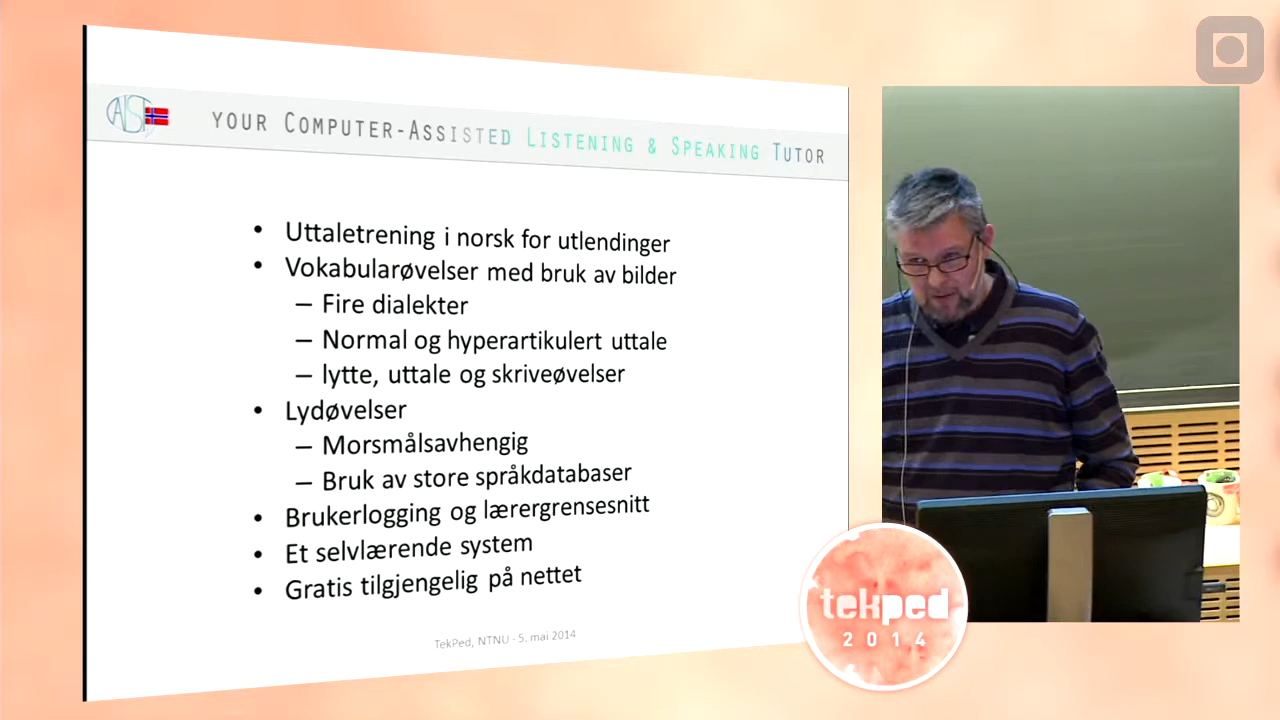 YOUR COMPUTER-ASSISTED LISTENING & SPEAKING TUTOR
• Uttaletrening i norsk for utlendinger
• Vokabularøvelser med bruk av bilder
– Fire dialekter
– Normal og hyperartikulert uttale
– lytte, uttale og skriveøvelser
• Lydøvelser
– Morsmålsavhengig
– Bruk av store språkdatabaser
• Brukerlogging og lærergrensesnitt
• Et selvlærende system
• Gratis tilgjengelig på nettet
TekPed, NTNU - 5. mai 2014
tekped
2014